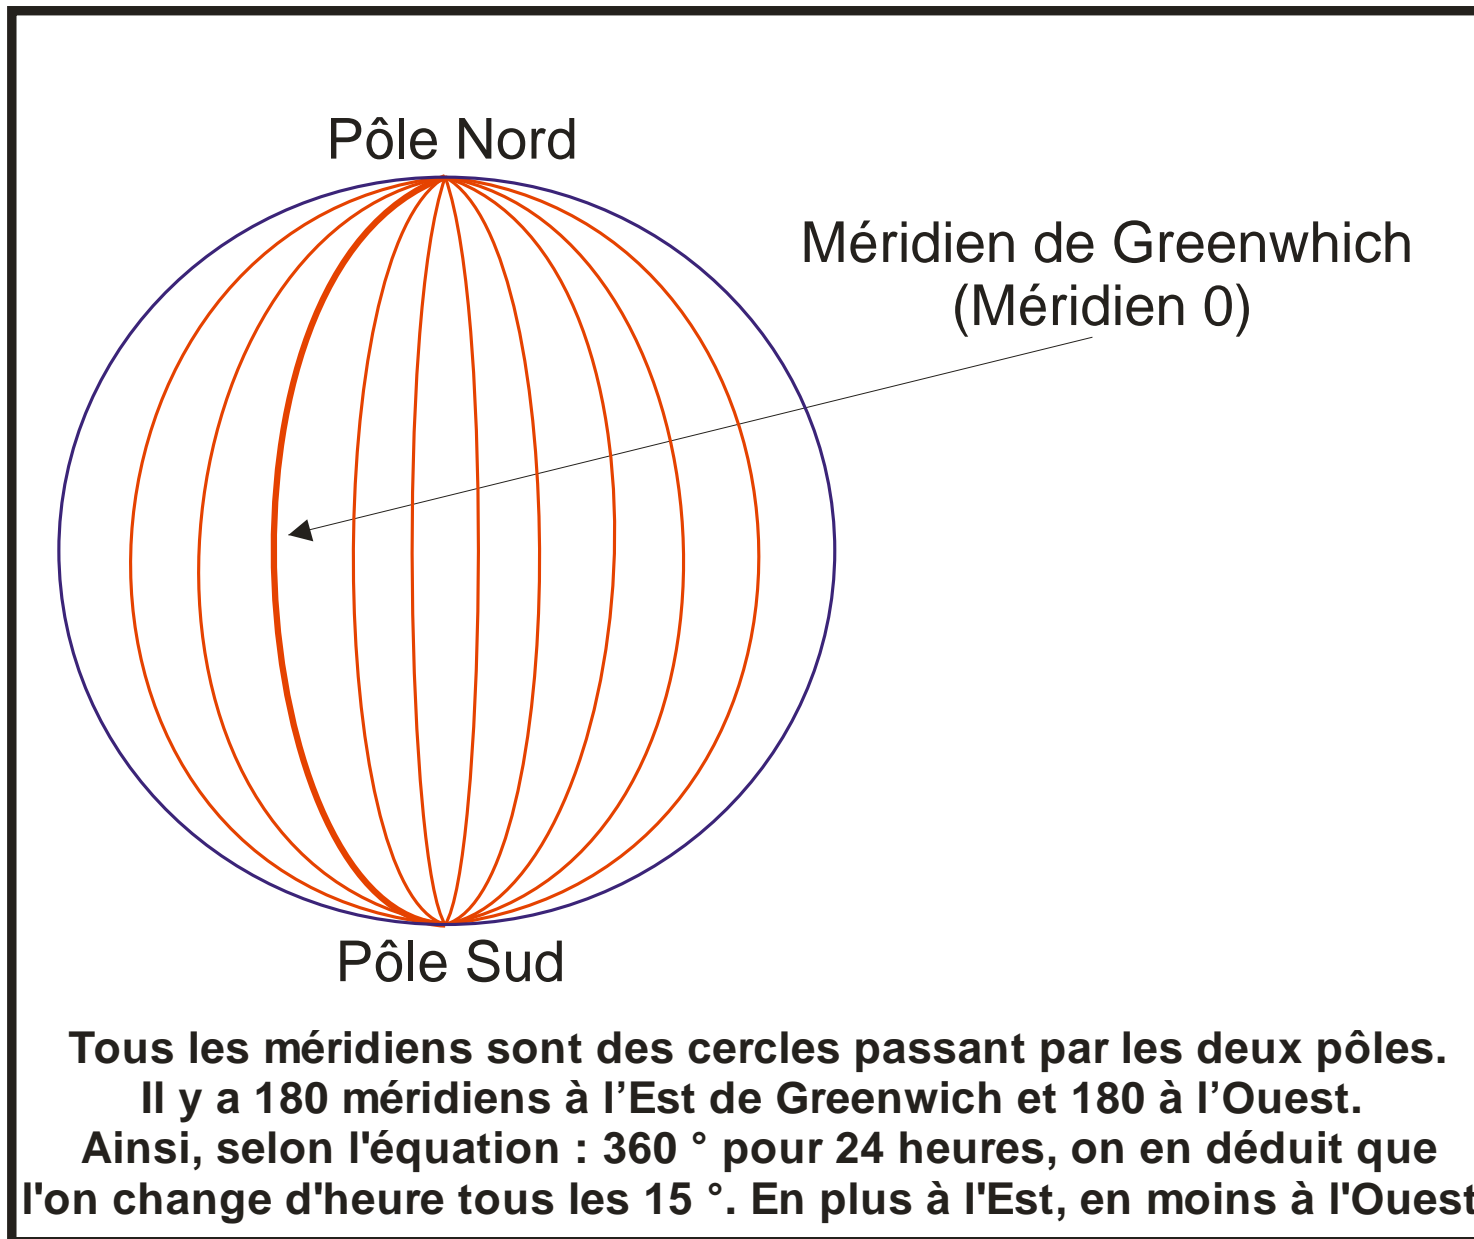 Pôle Nord
Méridien de Greenwhich
(Méridien 0)
Pôle Sud
Tous les méridiens sont des cercles passant par les deux pôles.
Il y a 180 méridiens à l’Est de Greenwich et 180 à l’Ouest.
Ainsi, selon l'équation : 360 ° pour 24 heures, on en déduit que
l'on change d'heure tous les 15 °. En plus à l'Est, en moins à l'Ouest